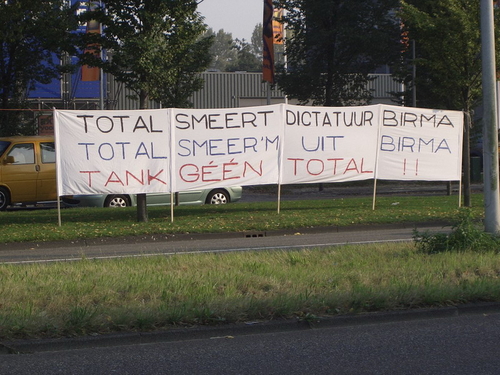 TOTAL SMEERT DICTATUUR BIRMA
TOTAL SMEER'M UIT BIRMA
TANK GÉÉN TOTAL !!